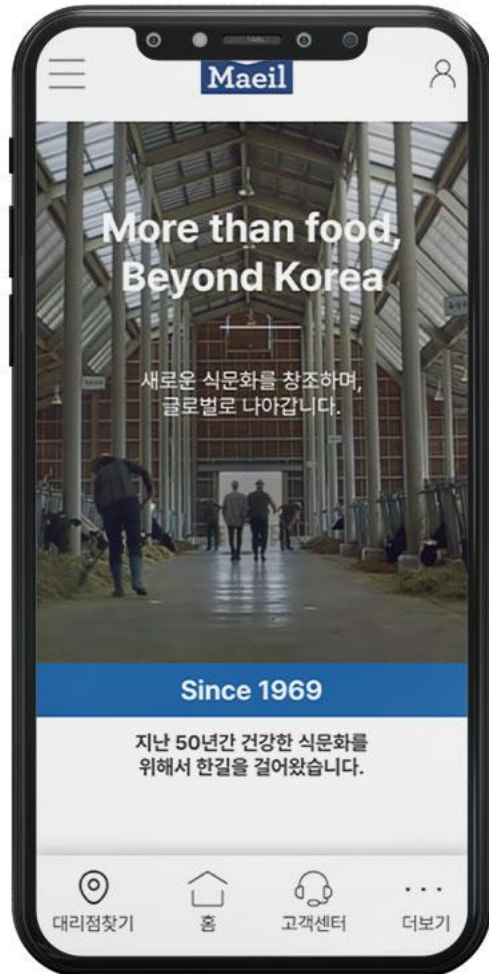 Maeil
More than food,
Beyond Korea
새로운 식문화를 창조하며,
글로벌로 나아갑니다.
Since 1969
지난 50년간 건강한 식문화를
위해서 한길을 걸어왔습니다.
대리점찾기
홈
고객센터
더보기